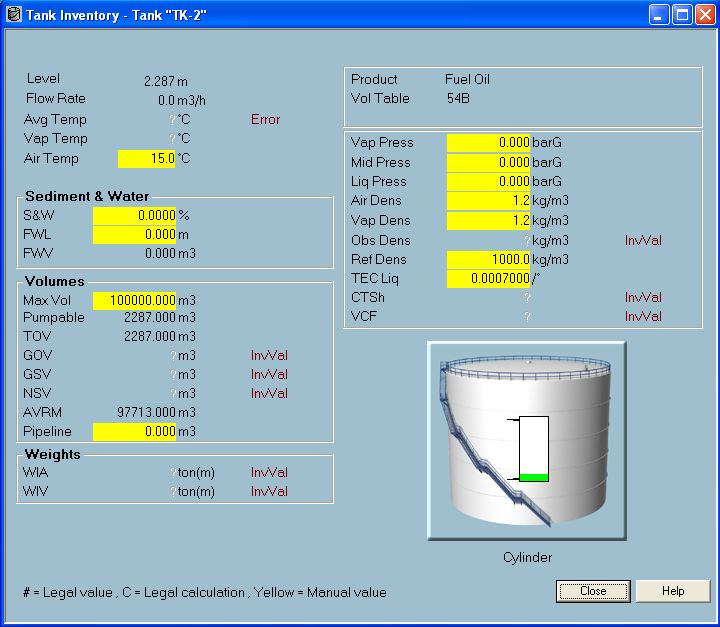 Tank Inventory - Tank "TK-2"
Level 2.287 m
Flow Rate 0.0 m3/h
Avg Temp ? °C Error
Vap Temp ? °C
Air Temp 15.0 °C
Product Fuel Oil
Vol Table 54B
Sediment & Water
S&W 0.0000 %
FWL 0.000 m
FWV 0.000 m3
Volumes
Max Vol 100000.000 m3
Pumpable 2287.000 m3
TOV 2287.000 m3
GOV ? m3 InvVal
GSV ? m3 InvVal
NSV ? m3 InvVal
AVRM 97713.000 m3
Pipeline 0.000 m3
Weights
WIA ? ton(m) InvVal
WIV ? ton(m) InvVal
Vap Press 0.000 barG
Mid Press 0.000 barG
Liq Press 0.000 barG
Air Dens 1.2 kg/m3
Vap Dens 1.2 kg/m3
Obs Dens ? kg/m3 InvVal
Ref Dens 1000.0 kg/m3
TEC Liq 0.0007000 /°
CTSh ? InvVal
VCF ? InvVal
Cylinder
# = Legal value , C = Legal calculation , Yellow = Manual value
Close
Help